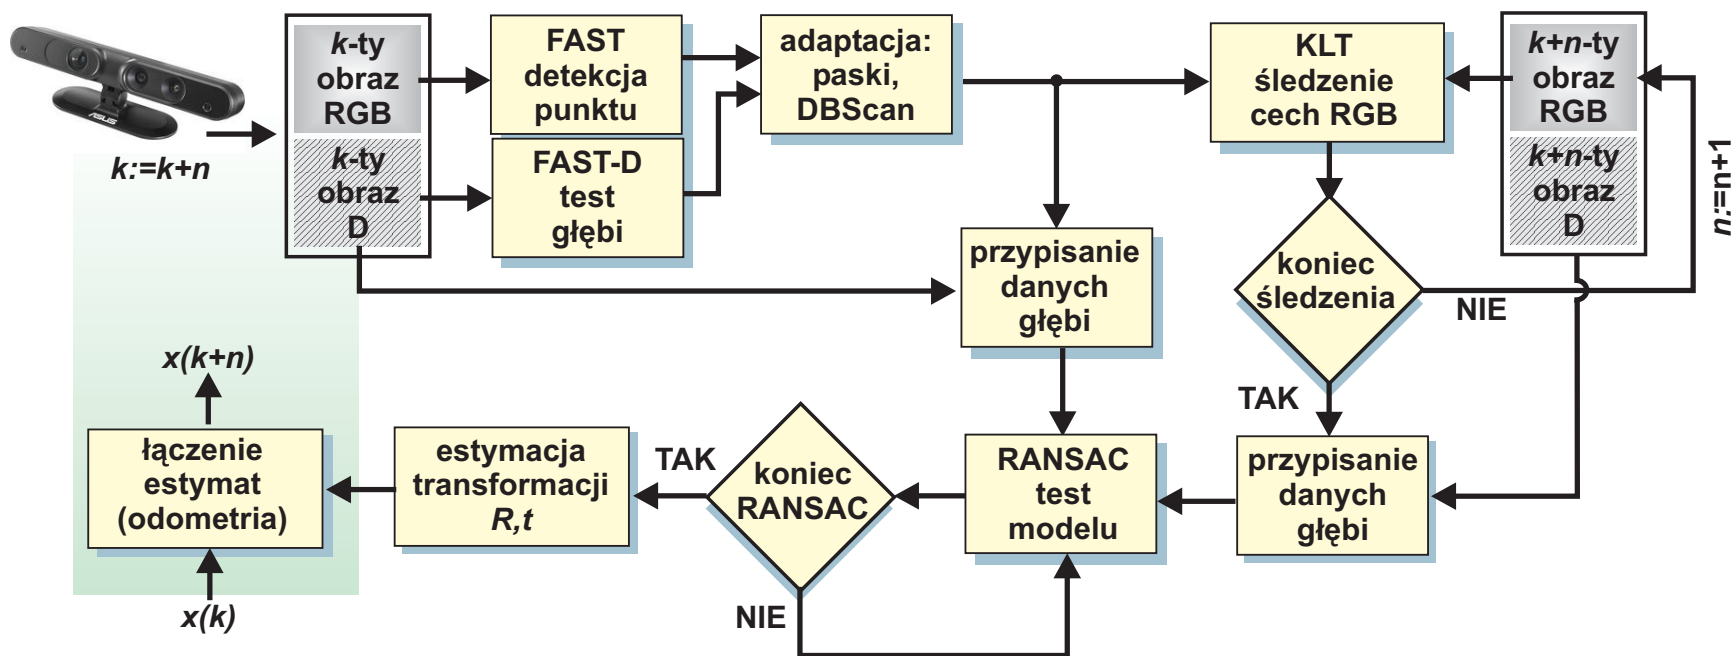 ASUS
k:=k+n
k-ty
obraz
RGB
k-ty
obraz
D
FAST
detekcja
punktu
FAST-D
test
głębi
adaptacja:
paski,
DBScan
KLT
śledzenie
cech RGB
k+n-ty
obraz
RGB
k+n-ty
obraz
D
n:=n+1
przypisanie
danych
głębi
koniec
śledzenia
NIE
TAK
x(k+n)
łączenie
estymat
(odometria)
x(k)
estymacja
transformacji
R,t
TAK
koniec
RANSAC
NIE
RANSAC
test
modelu
przypisanie
danych
głębi